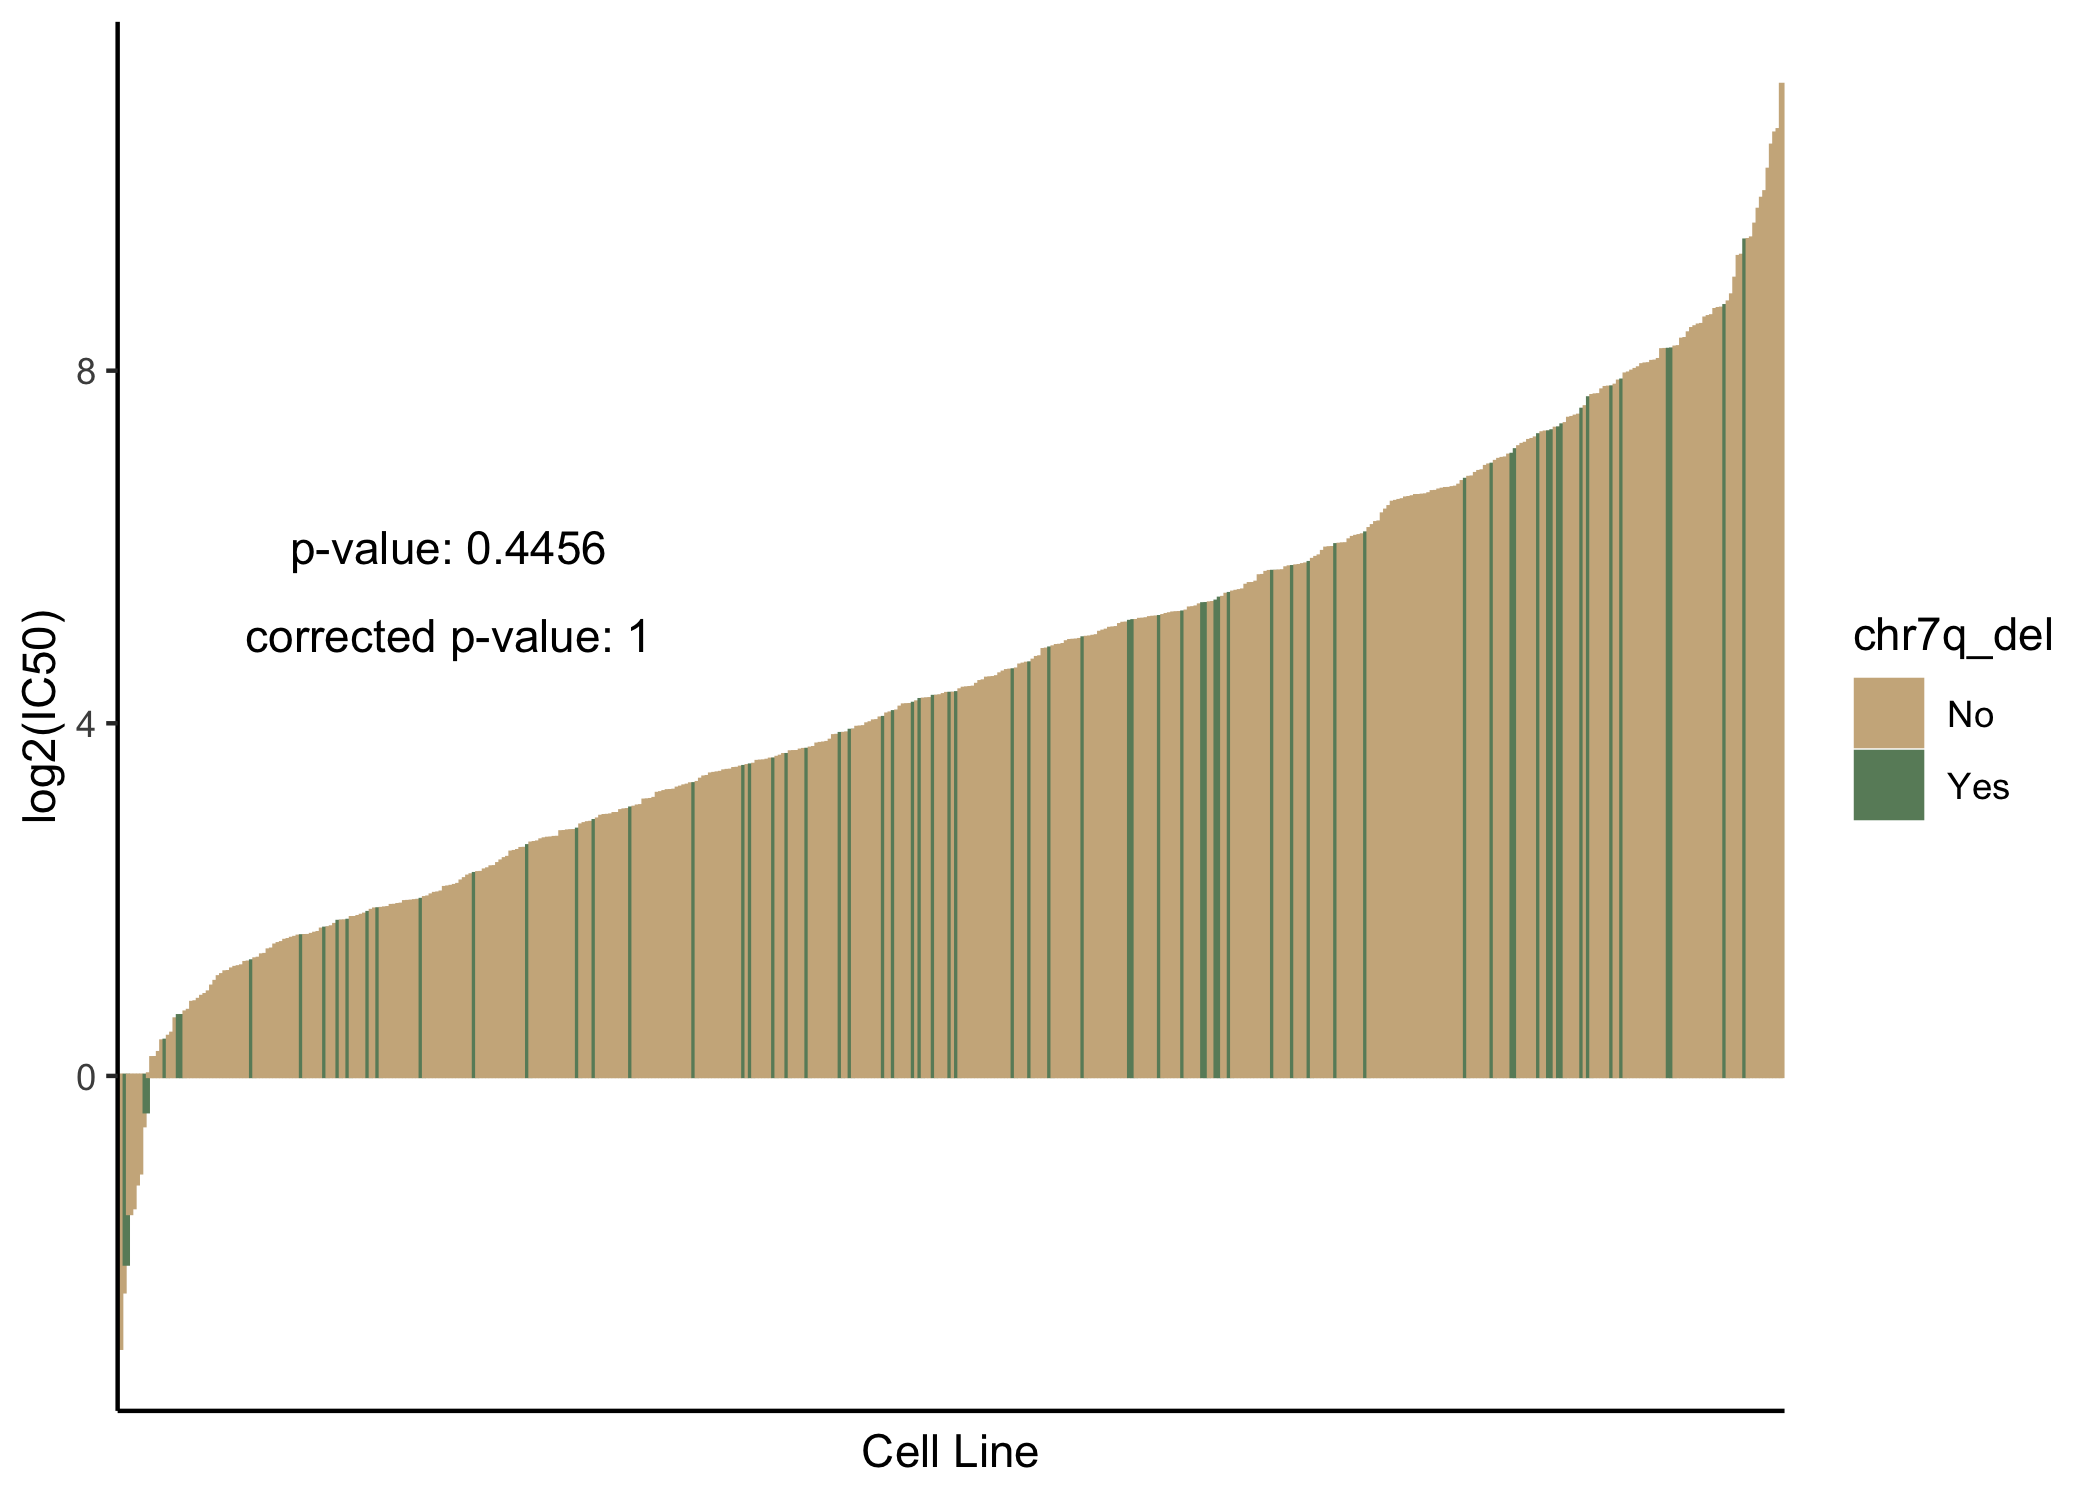 8
p-value: 0.4456
corrected p-value: 1
log2(IC50)
4
0
Cell Line
chr7q_del
No
Yes